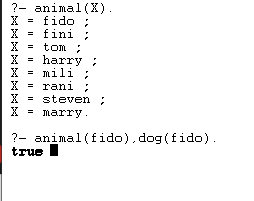 ?- animal(X).
X = fido ;
X = fini ;
X = tom ;
X = harry ;
X = mili ;
X = rani ;
X = steven ;
X = marry.
?- animal(fido),dog(fido).
true